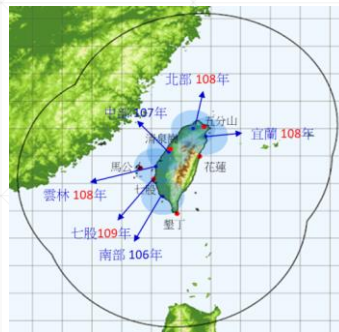 北部 108年
中部 107年
五分山
清泉崗
宜蘭 108年
馬公
花蓮
七股
雲林 108年
墾丁
七股109年
南部 106年